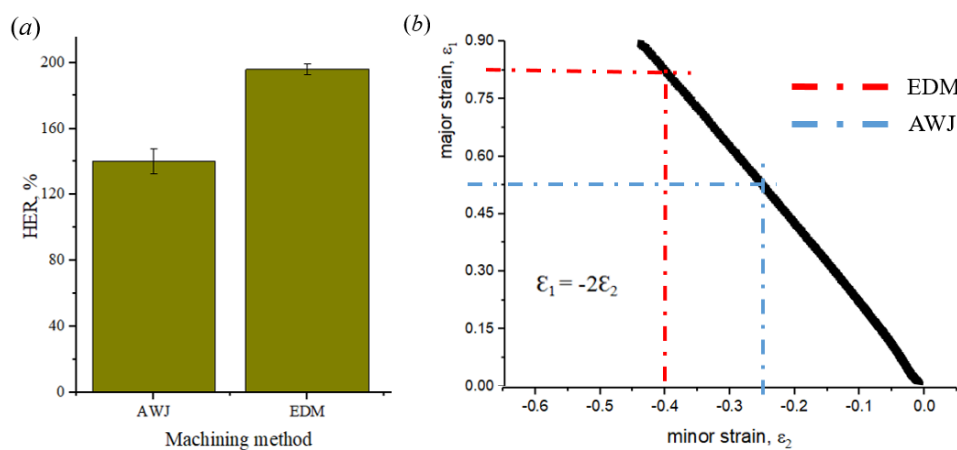 (a)
HER, %
200
160
120
80
40
0
AWJ
EDM
Machining method
(b)
major strain, ε₁
0.90
0.75
0.60
0.45
0.30
0.15
0.00
-0.6
-0.5
-0.4
-0.3
-0.2
-0.1
0.0
minor strain, ε₂
Ɛ₁ = -2Ɛ₂
EDM
AWJ